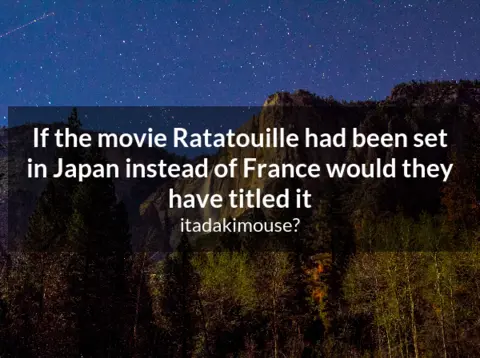 If the movie Ratatouille had been set
in Japan instead of France would they
have titled it
itadakimouse?